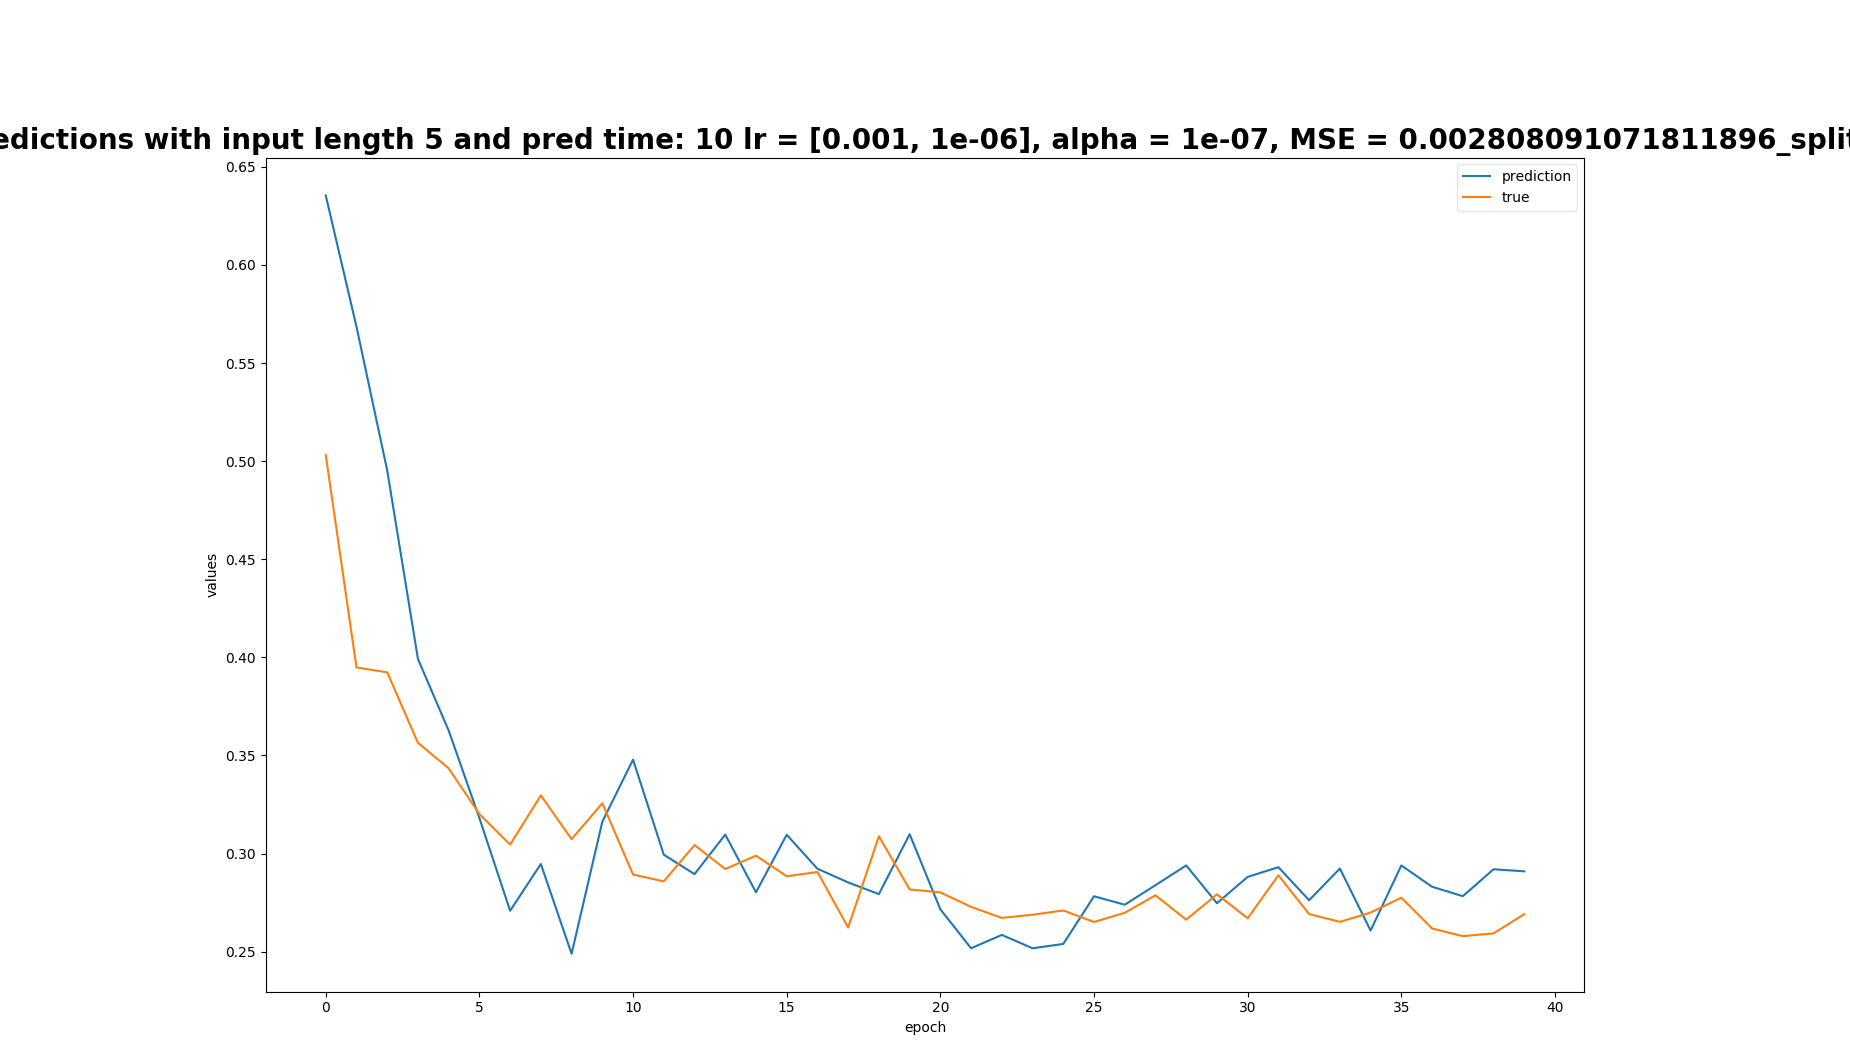 edictions with input length 5 and pred time: 10 lr = [0.001, 1e-06], alpha = 1e-07, MSE = 0.002808091071811896_split
prediction
true
0.65
0.60
0.55
0.50
0.45
0.40
0.35
0.30
0.25
values
0 5 10 15 20 25 30 35 40
epoch